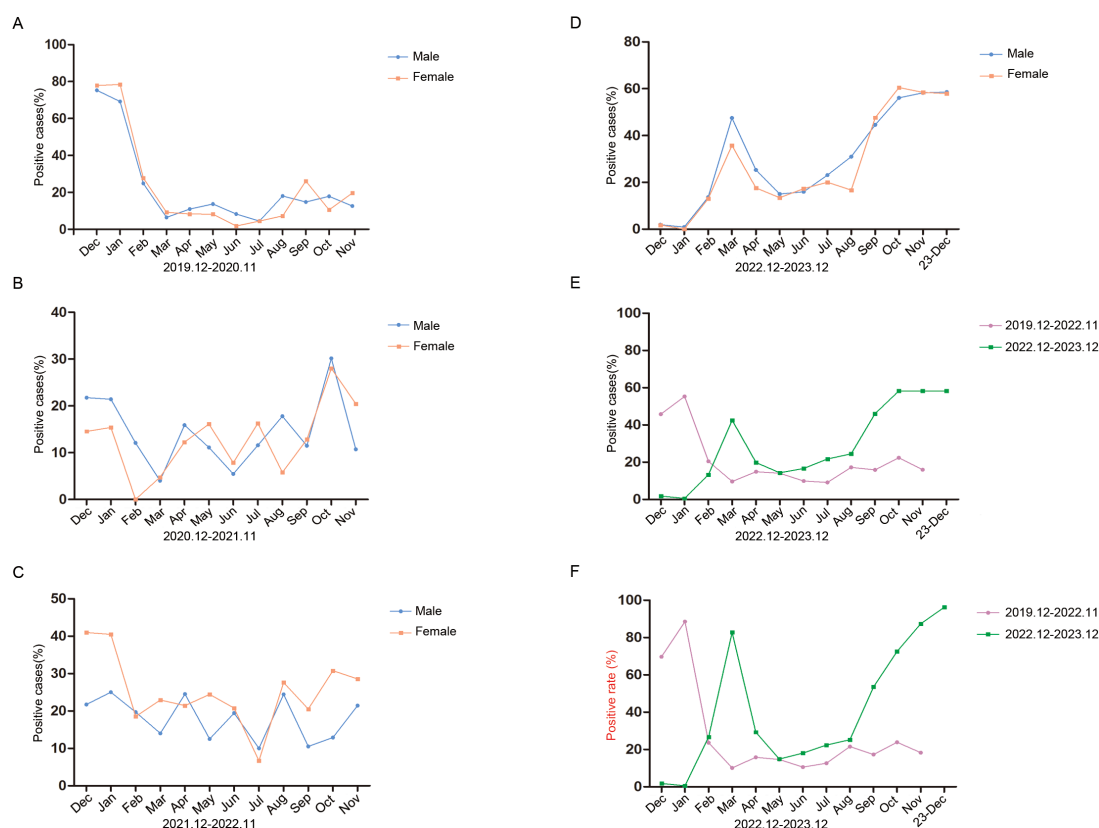 A
Positive cases(%)
100
80
60
40
20
0
Dec Jan Feb Mar Apr May Jun Jul Aug Sep Oct Nov
2019.12-2020.11
Male
Female
B
Positive cases(%)
40
30
20
10
0
Dec Jan Feb Mar Apr May Jun Jul Aug Sep Oct Nov
2020.12-2021.11
Male
Female
C
Positive cases(%)
50
40
30
20
10
0
Dec Jan Feb Mar Apr May Jun Jul Aug Sep Oct Nov
2021.12-2022.11
Male
Female
D
Positive cases(%)
80
60
40
20
0
Dec Jan Feb Mar Apr May Jun Jul Aug Sep Oct Nov 23-Dec
2022.12-2023.12
Male
Female
E
Positive cases(%)
100
80
60
40
20
0
Dec Jan Feb Mar Apr May Jun Jul Aug Sep Oct Nov 23-Dec
2022.12-2023.12
2019.12-2022.11
2022.12-2023.12
F
Positive rate (%)
100
80
60
40
20
0
Dec Jan Feb Mar Apr May Jun Jul Aug Sep Oct Nov 23-Dec
2022.12-2023.12
2019.12-2022.11
2022.12-2023.12